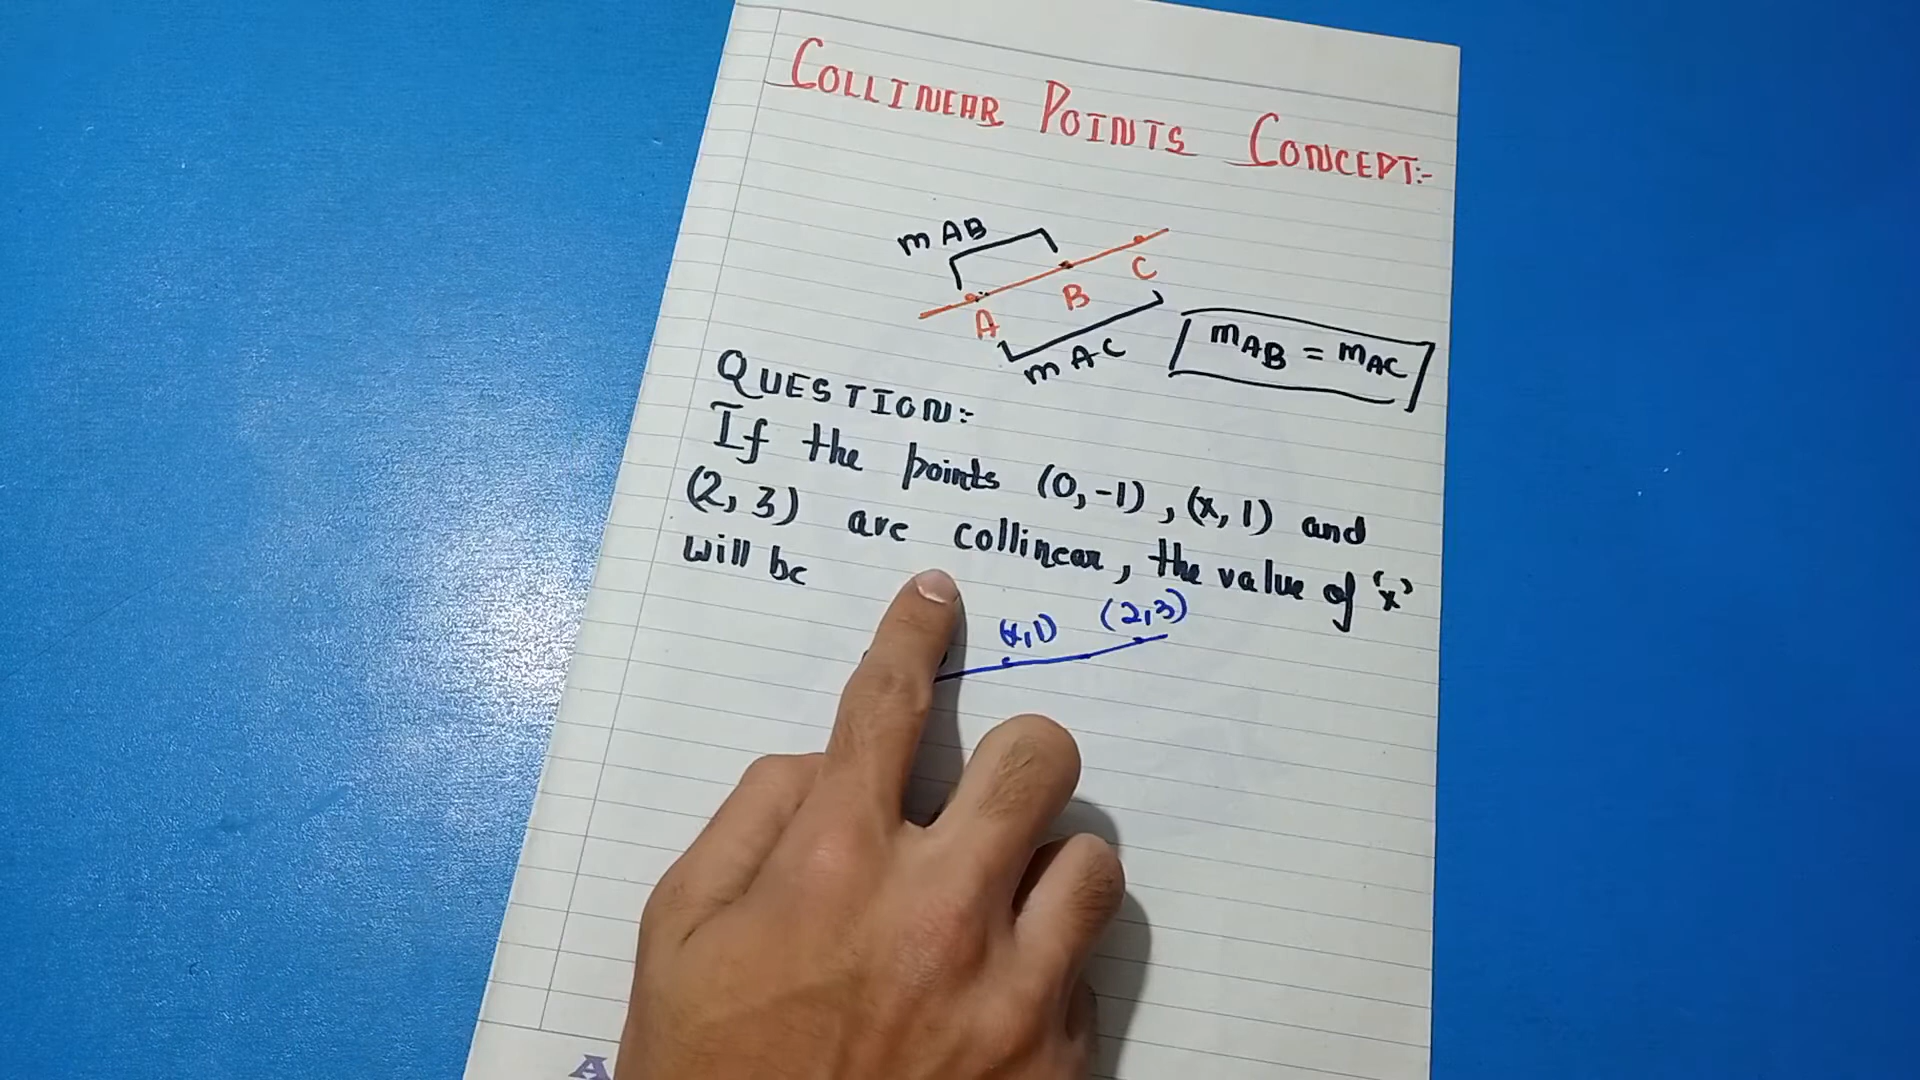 COLLINEAR POINTS CONCEPT:-
mAB
C
B
A
mAC
mAB = mAC
QUESTION:-
If the points (0,-1), (x,1) and
(2,3) are collinear, the value of 'x'
will be
(x,1) (2,3)
A